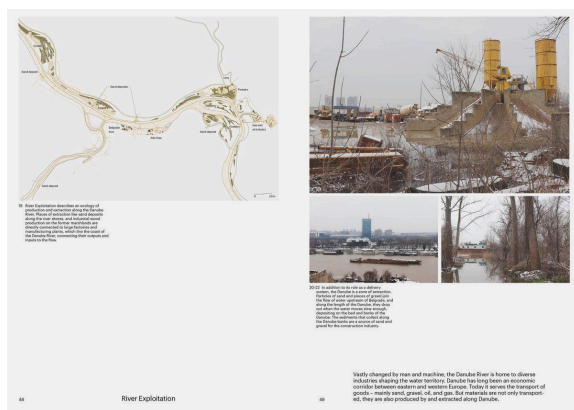 Sand deposit
Sand deposits
Sand deposit
Sand deposit
19 River Exploitation describes an ecology of
production and extraction along the Danube
River. Places of extraction like sand deposits
along the river shores, and industrial wood
production on the former marshlands are
directly connected to large factories and
manufacturing plants, which line the coast of
the Danube River, connecting their outputs and
inputs to the flow.
48
River Exploitation
20-22 In addition to its role as a delivery
system, the Danube is a zone of extraction.
Particles of sand and pieces of gravel join
the flow of water upstream of Belgrade, and
along the length of the Danube, they drop
out when the water moves slow enough,
depositing on the bed and banks of the
Danube. The sediments that collect along
the Danube banks are a source of sand and
gravel for the construction industry.
49
Vastly changed by man and machine, the Danube River is home to diverse
industries shaping the water territory. Danube has long been an economic
corridor between eastern and western Europe. Today it serves the transport of
goods – mainly sand, gravel, oil, and gas. But materials are not only transport-
ed, they are also produced by and extracted along Danube.